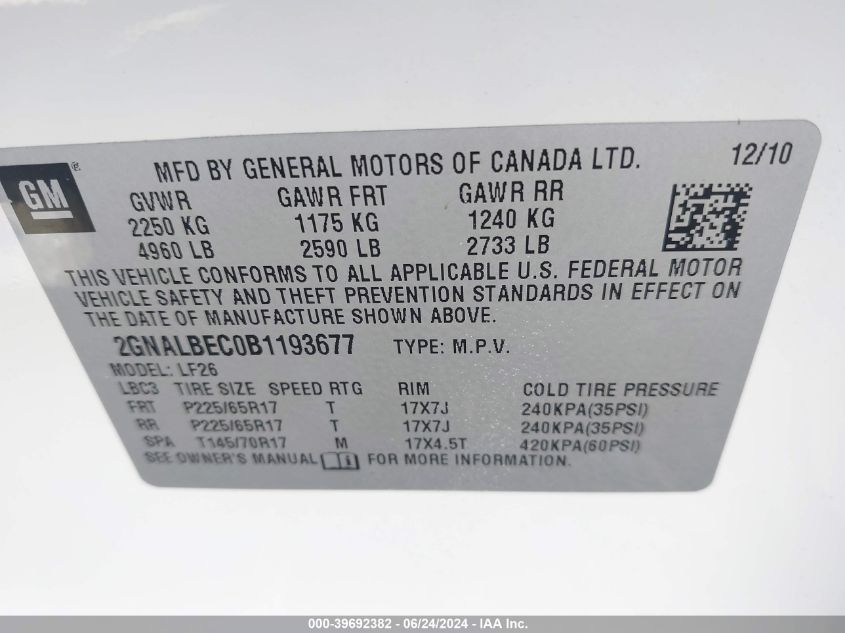 GM ®
MFD BY GENERAL MOTORS OF CANADA LTD. 12/10
GVWR GAWR FRT GAWR RR
2250 KG 1175 KG 1240 KG
4960 LB 2590 LB 2733 LB
THIS VEHICLE CONFORMS TO ALL APPLICABLE U.S. FEDERAL MOTOR
VEHICLE SAFETY AND THEFT PREVENTION STANDARDS IN EFFECT ON
THE DATE OF MANUFACTURE SHOWN ABOVE.
2GNALBEC0B1193677 TYPE: M.P.V.
MODEL: LF26
LBC3 TIRE SIZE SPEED RTG RIM COLD TIRE PRESSURE
FRT P225/65R17 T 17X7J 240KPA(35PSI)
RR P225/65R17 T 17X7J 240KPA(35PSI)
SPA T145/70R17 M 17X4.5T 420KPA(60PSI)
SEE OWNER'S MANUAL FOR MORE INFORMATION.
000-39692382 - 06/24/2024 - IAA Inc.